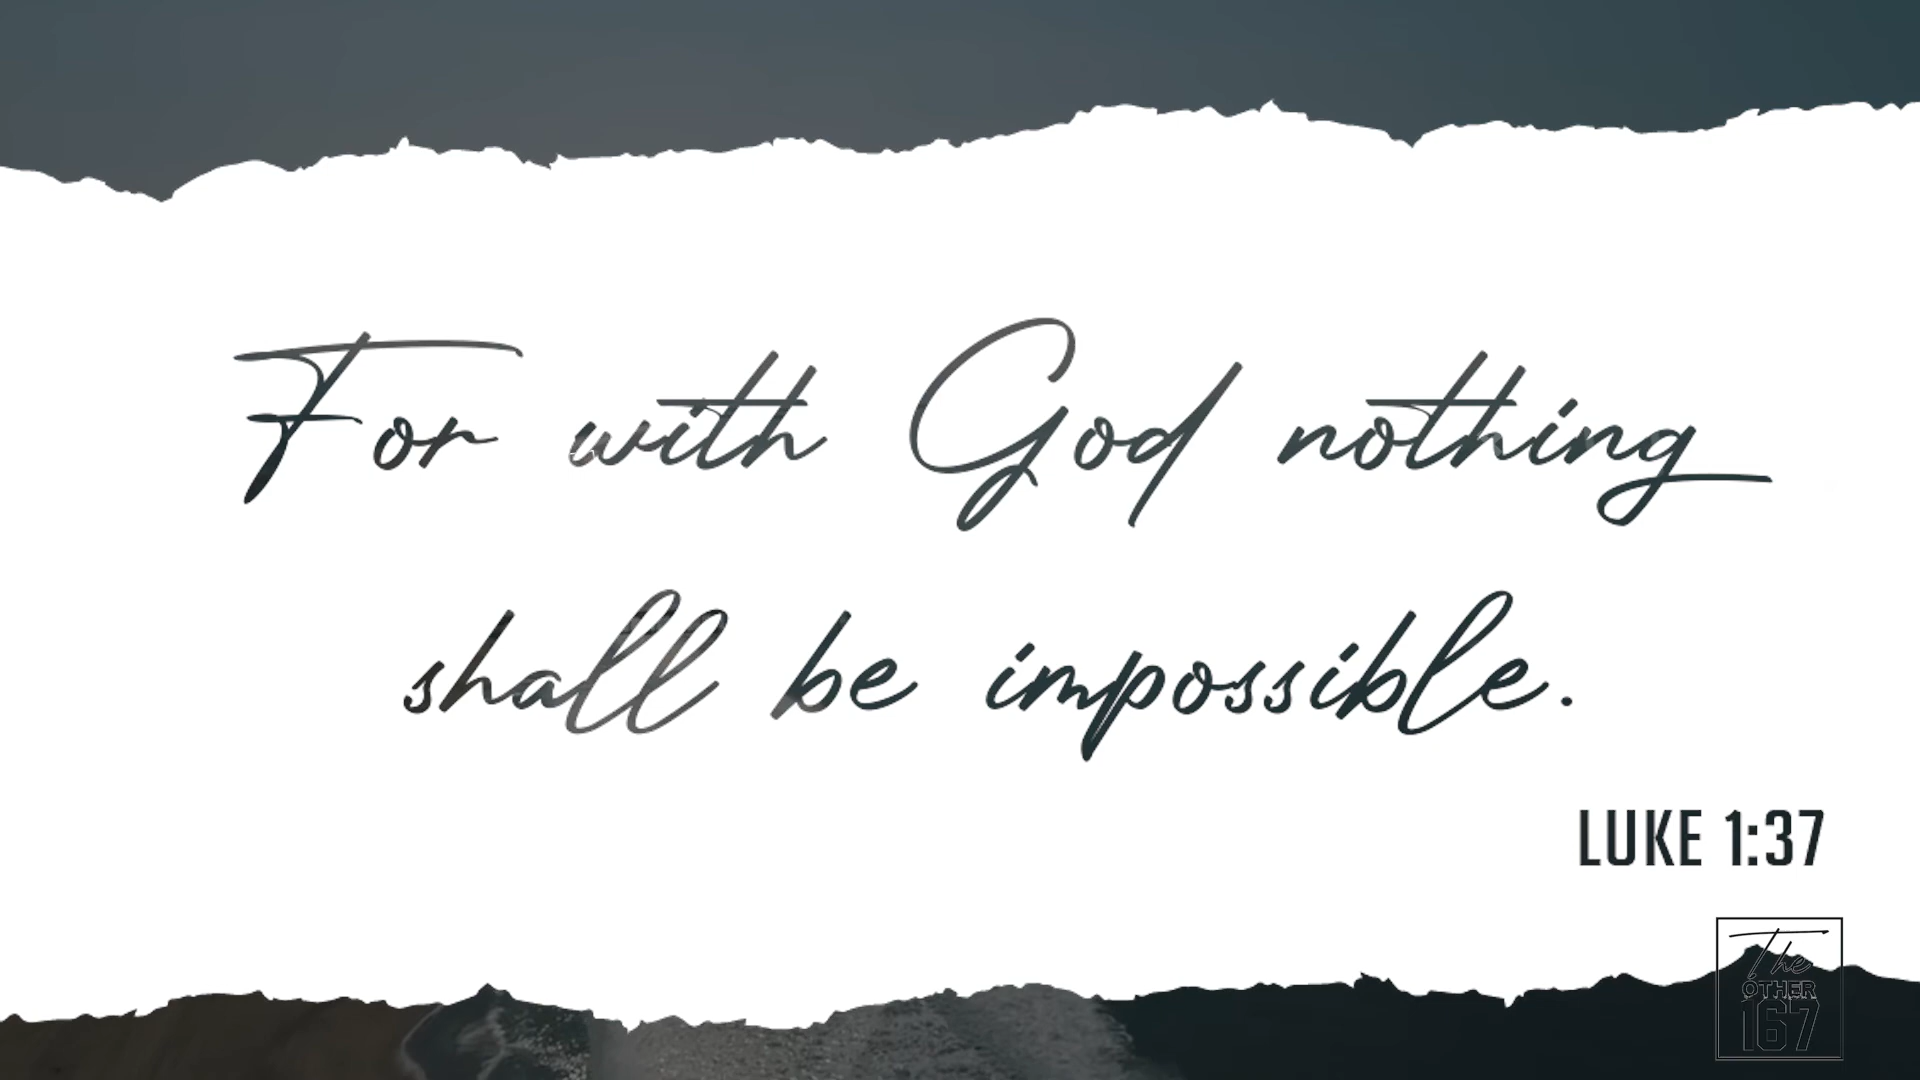 For with God nothing
shall be impossible.
LUKE 1:37
The
OTHER
167